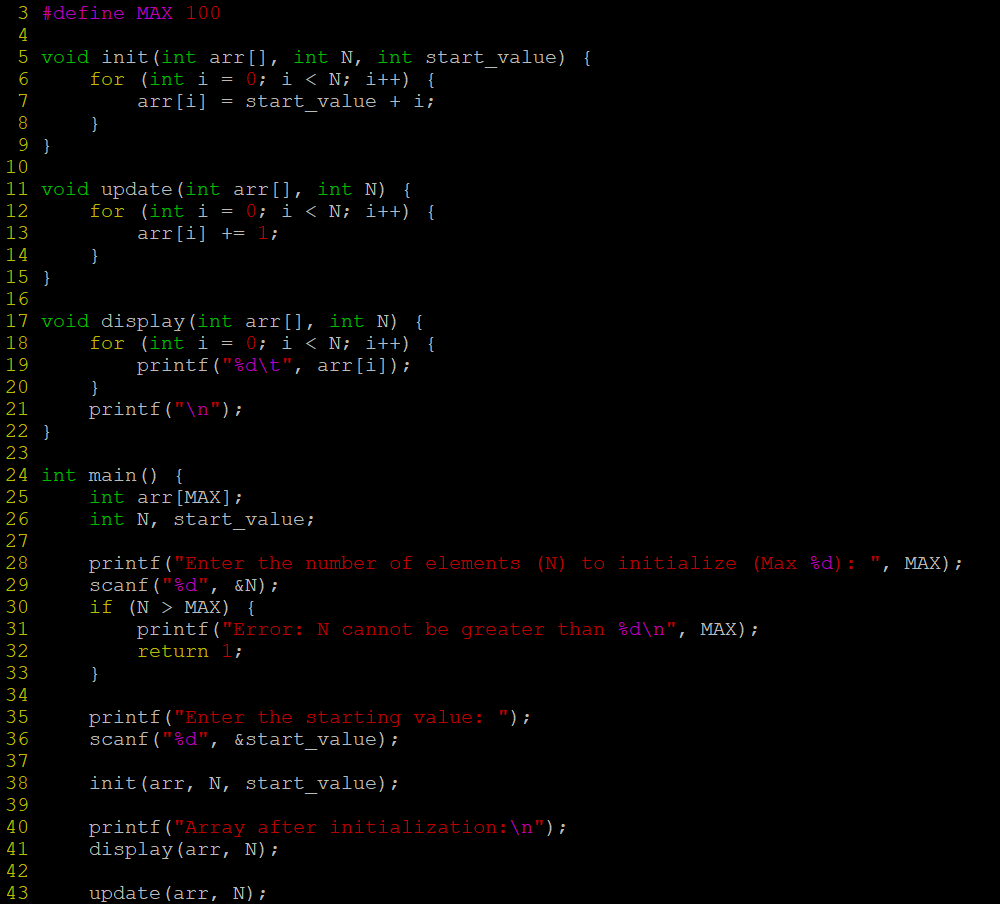 3 #define MAX 100
4
5 void init(int arr[], int N, int start_value) {
6     for (int i = 0; i < N; i++) {
7         arr[i] = start_value + i;
8     }
9 }
10
11 void update(int arr[], int N) {
12     for (int i = 0; i < N; i++) {
13         arr[i] += 1;
14     }
15 }
16
17 void display(int arr[], int N) {
18     for (int i = 0; i < N; i++) {
19         printf("%d\t", arr[i]);
20     }
21     printf("\n");
22 }
23
24 int main() {
25     int arr[MAX];
26     int N, start_value;
27
28     printf("Enter the number of elements (N) to initialize (Max %d): ", MAX);
29     scanf("%d", &N);
30     if (N > MAX) {
31         printf("Error: N cannot be greater than %d\n", MAX);
32         return 1;
33     }
34
35     printf("Enter the starting value: ");
36     scanf("%d", &start_value);
37
38     init(arr, N, start_value);
39
40     printf("Array after initialization:\n");
41     display(arr, N);
42
43     update(arr, N);